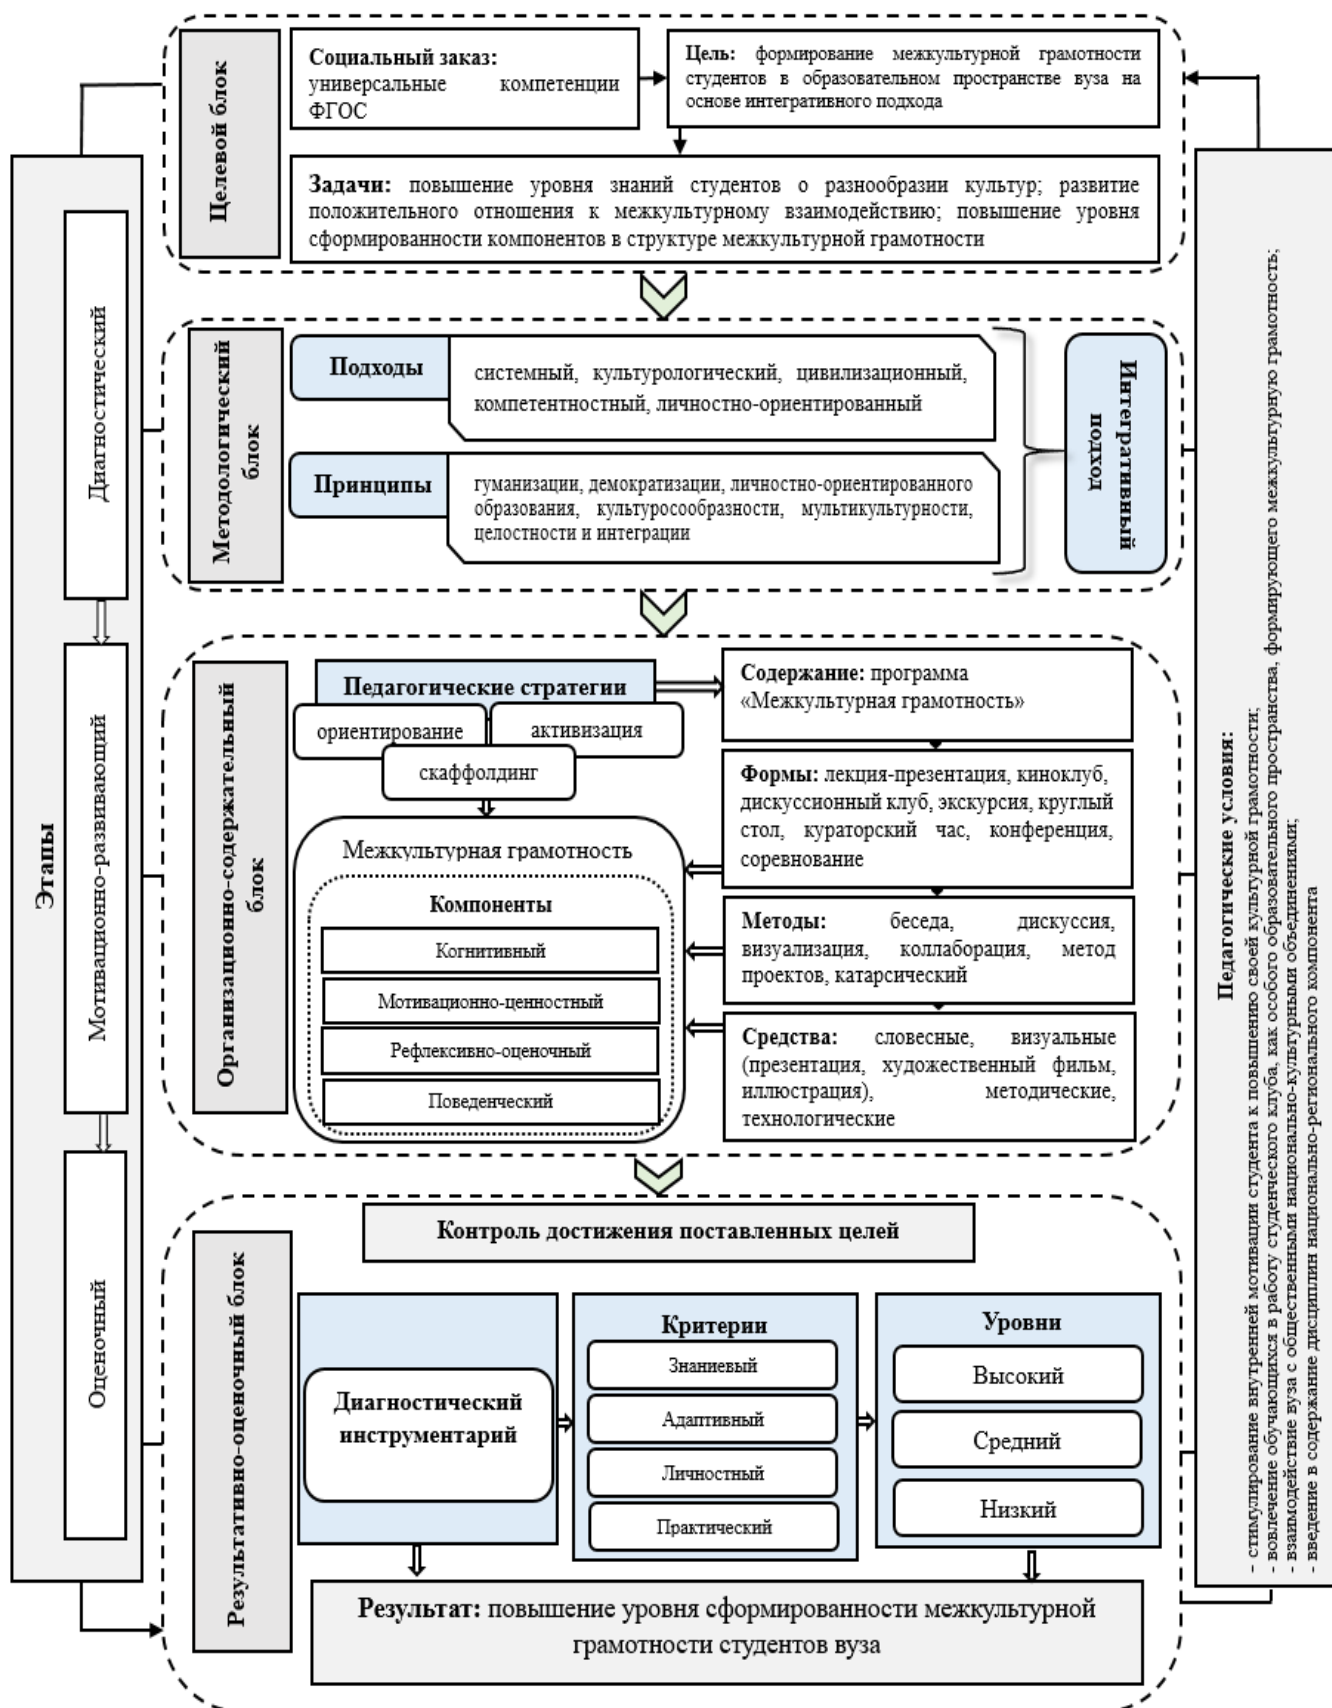 Этапы
Диагностический
Мотивационно-развивающий
Оценочный
Целевой блок
Социальный заказ:
универсальные компетенции
ФГОС
Цель: формирование межкультурной грамотности
студентов в образовательном пространстве вуза на
основе интегративного подхода
Задачи: повышение уровня знаний студентов о разнообразии культур; развитие
положительного отношения к межкультурному взаимодействию; повышение уровня
сформированности компонентов в структуре межкультурной грамотности
Методологический
блок
Подходы
системный, культурологический, цивилизационный,
компетентностный, личностно-ориентированный
Принципы
гуманизации, демократизации, личностно-ориентированного
образования, культуросообразности, мультикультурности,
целостности и интеграции
Интегративный
подход
Организационно-содержательный
блок
Педагогические стратегии
ориентирование
активизация
скаффолдинг
Межкультурная грамотность
Компоненты
Когнитивный
Мотивационно-ценностный
Рефлексивно-оценочный
Поведенческий
Содержание: программа
«Межкультурная грамотность»
Формы: лекция-презентация, киноклуб,
дискуссионный клуб, экскурсия, круглый
стол, кураторский час, конференция,
соревнование
Методы: беседа, дискуссия,
визуализация, коллаборация, метод
проектов, катарсический
Средства: словесные, визуальные
(презентация, художественный фильм,
иллюстрация), методические,
технологические
Результативно-оценочный блок
Контроль достижения поставленных целей
Диагностический
инструментарий
Критерии
Знаниевый
Адаптивный
Личностный
Практический
Уровни
Высокий
Средний
Низкий
Результат: повышение уровня сформированности межкультурной
грамотности студентов вуза
Педагогические условия:
- стимулирование внутренней мотивации студента к повышению своей культурной грамотности;
- вовлечение обучающихся в работу студенческого клуба, как особого образовательного пространства, формирующего межкультурную грамотность;
- взаимодействие вуза с общественными национально-культурными объединениями;
- введение в содержание дисциплин национально-регионального компонента